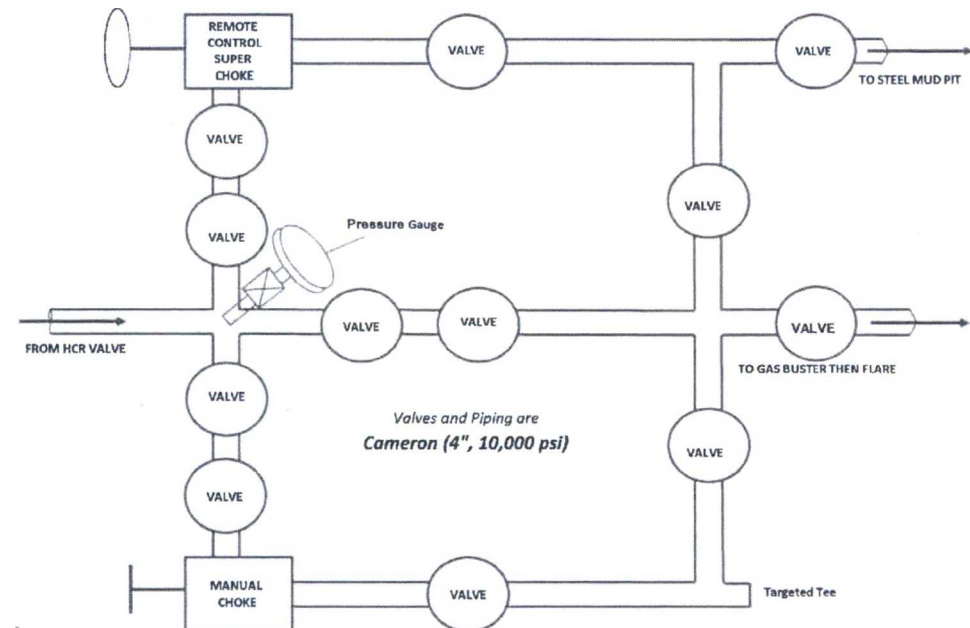 REMOTE
CONTROL
SUPER
CHOKE
VALVE
VALVE
TO STEEL MUD PIT
VALVE
VALVE
VALVE
Pressure Gauge
FROM HCR VALVE
VALVE
VALVE
VALVE
TO GAS BUSTER THEN FLARE
VALVE
Valves and Piping are
Cameron (4", 10,000 psi)
VALVE
VALVE
MANUAL
CHOKE
VALVE
Targeted Tee